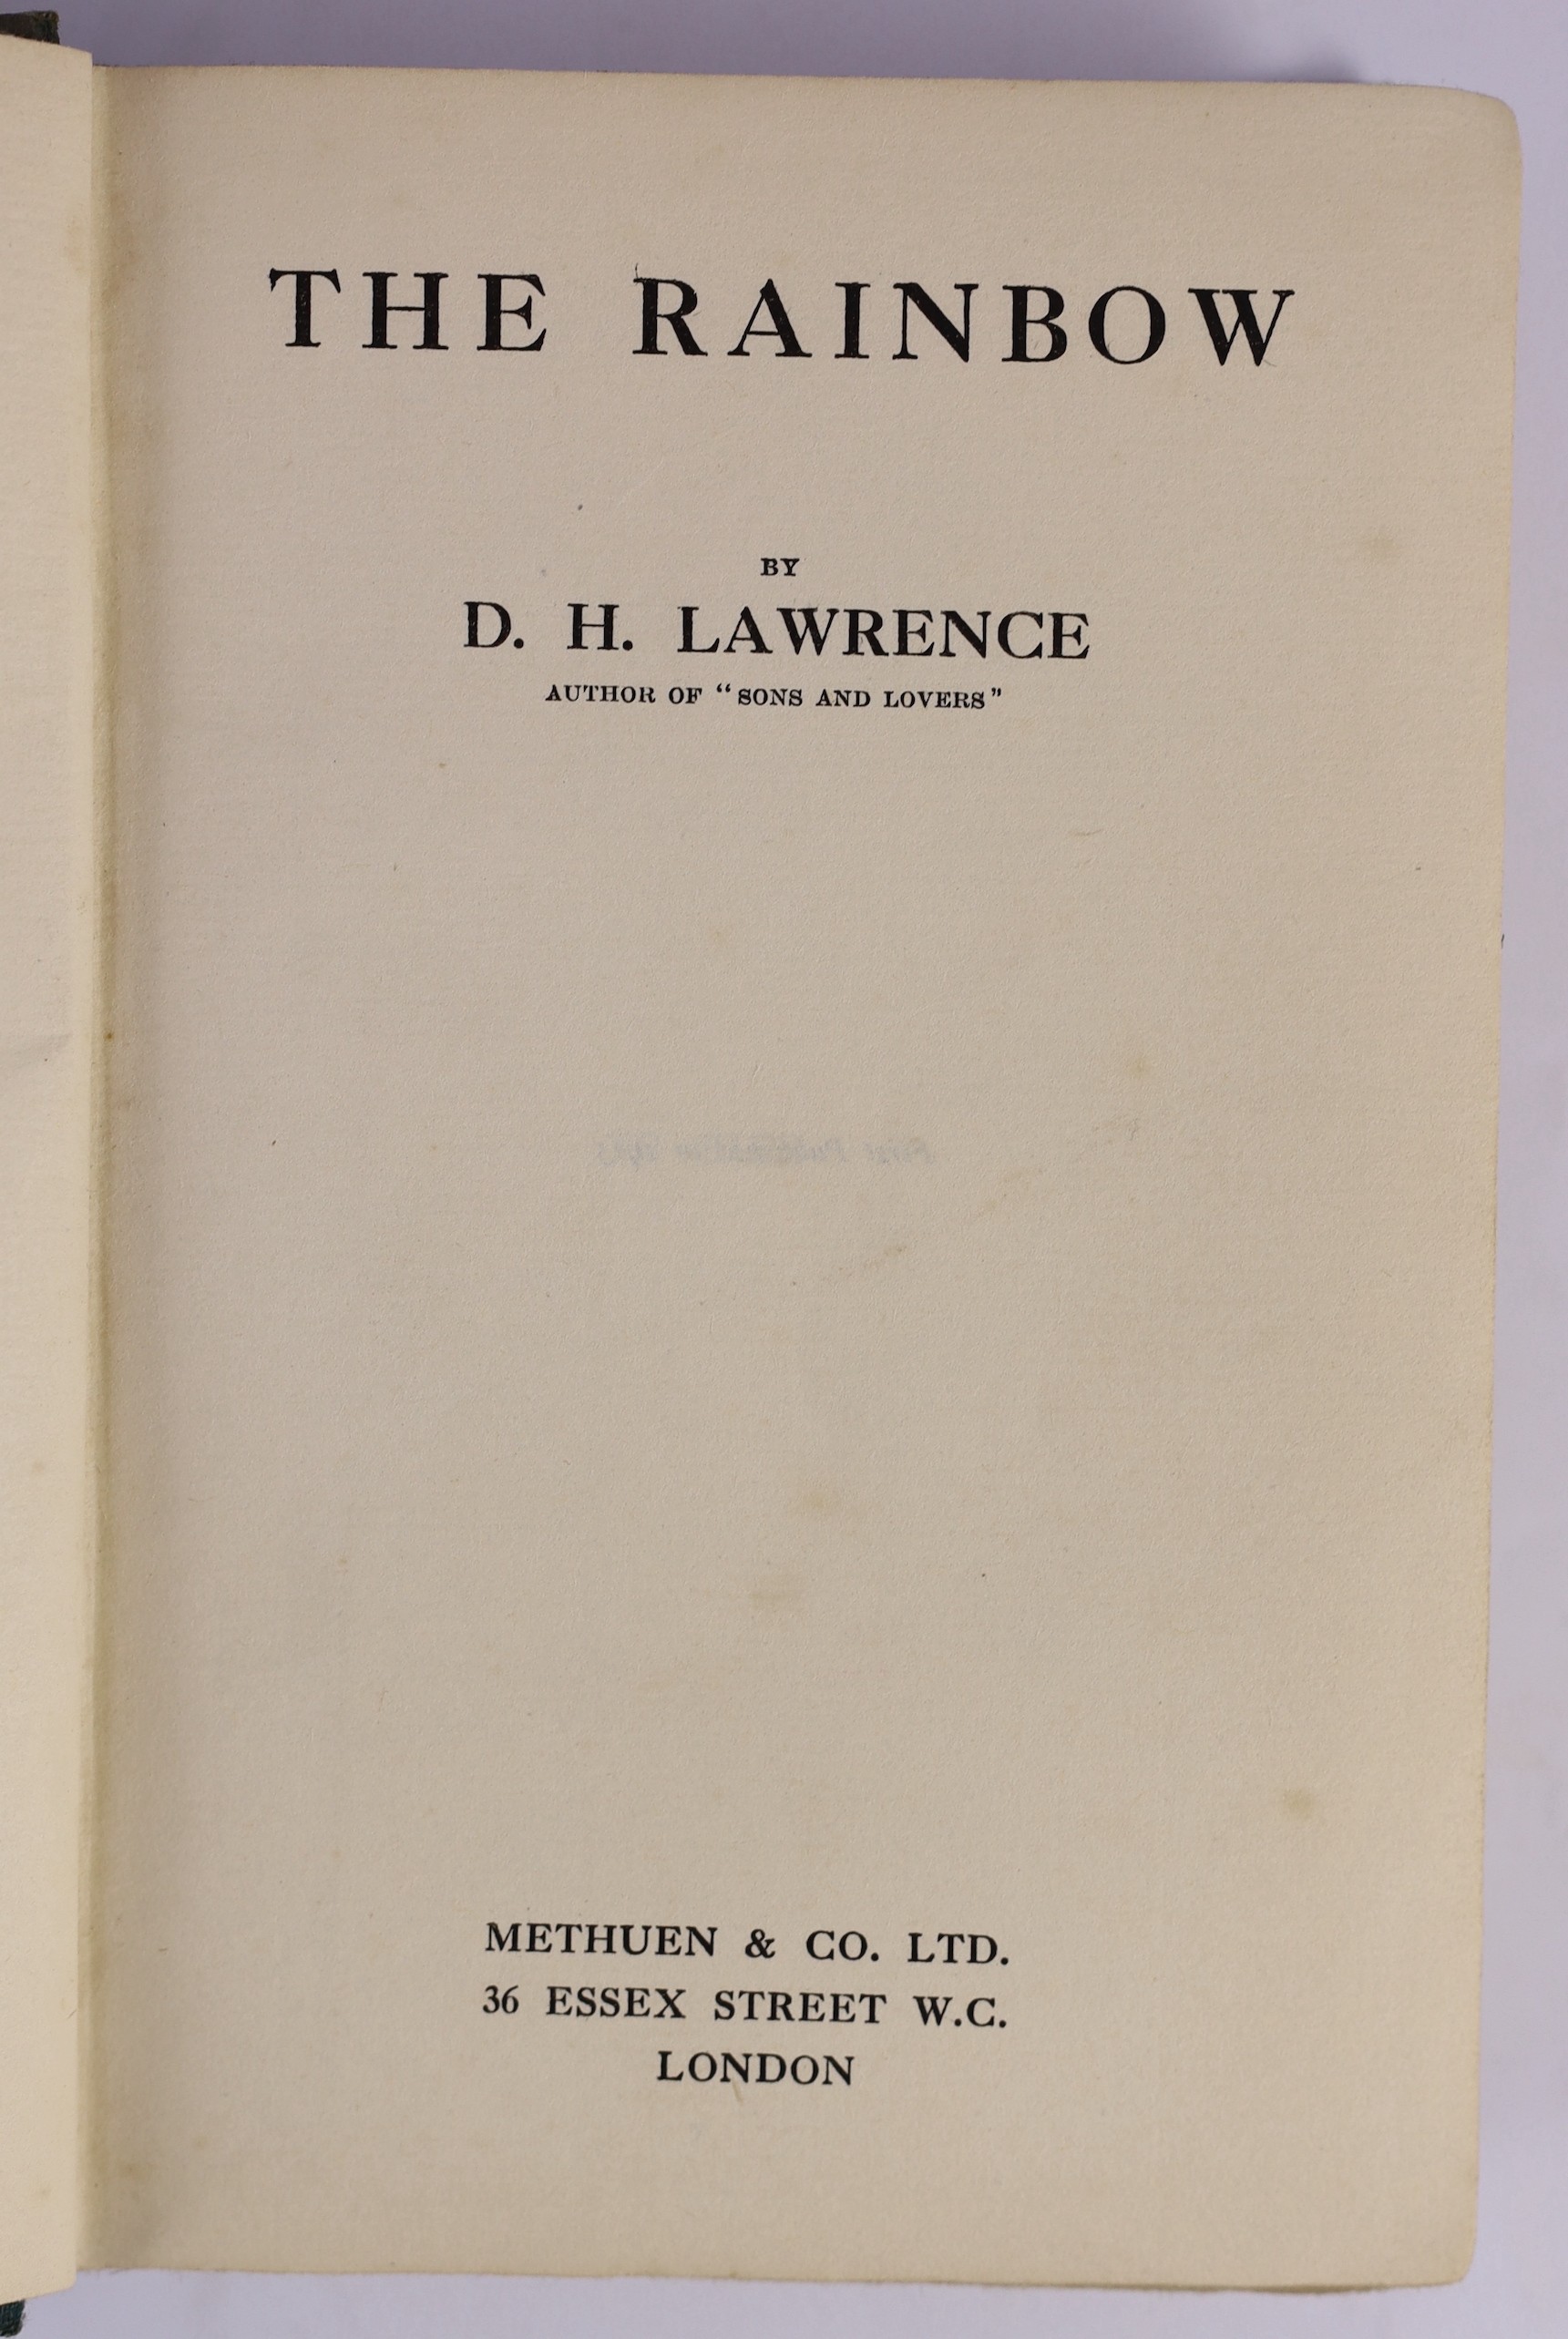 THE RAINBOW
BY
D. H. LAWRENCE
AUTHOR OF "SONS AND LOVERS"
METHUEN & CO. LTD.
36 ESSEX STREET W.C.
LONDON